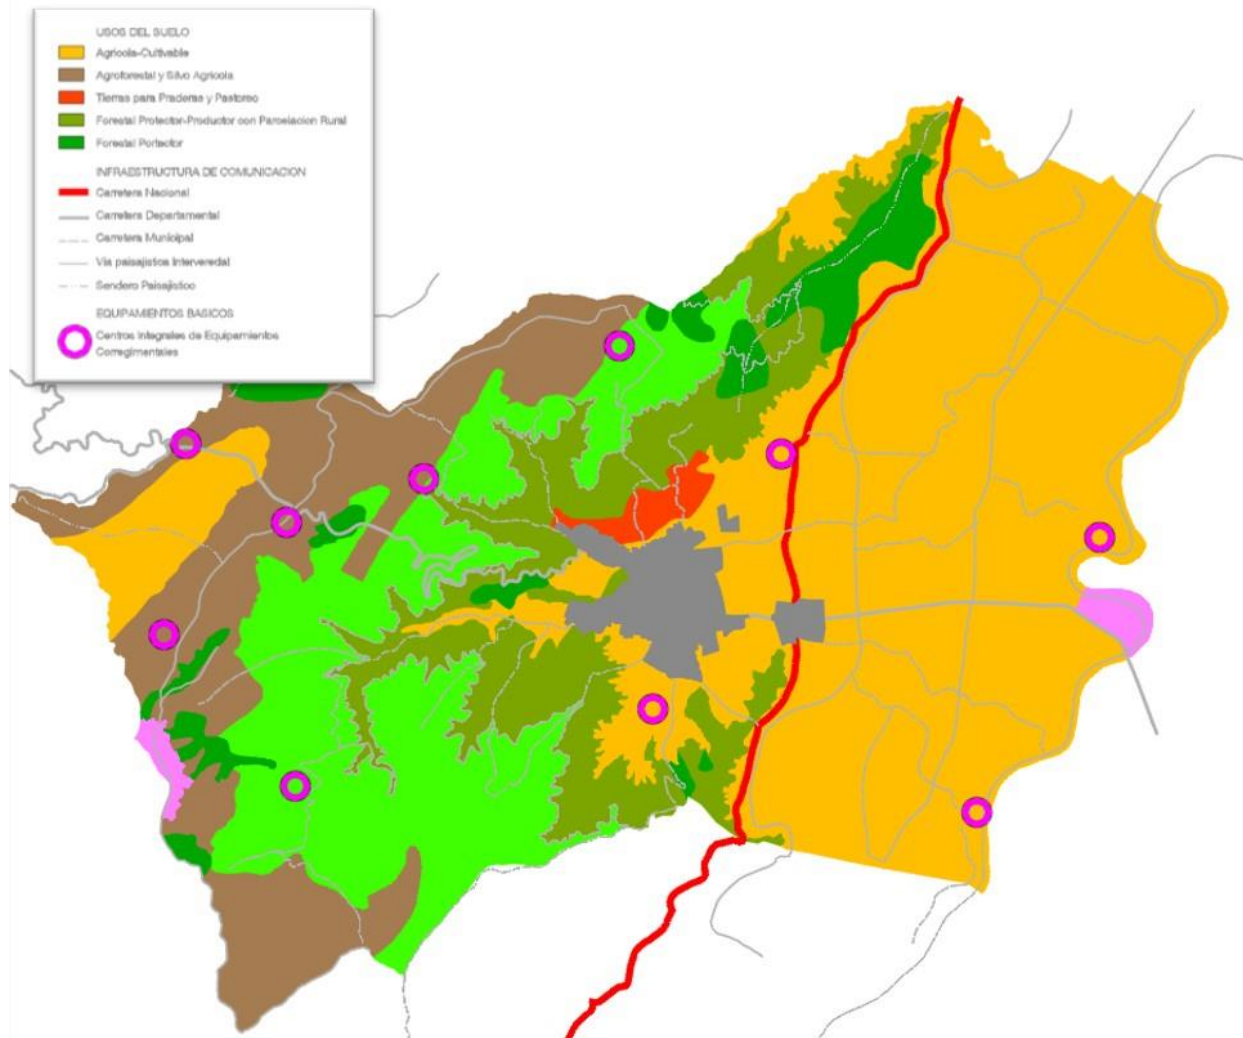 USOS DEL SUELO
Agricola-Cultivable
Agroforestal y Silvo Agricola
Tierras para Praderas y Pastoreo
Forestal Protector-Productor con Parcelacion Rural
Forestal Portector
INFRAESTRUCTURA DE COMUNICACION
Carretera Nacional
Carretera Departamental
Carretera Municipal
Via paisajistica Interveredal
Sendero Paisajistico
EQUIPAMIENTOS BASICOS
Centros Integrales de Equipamientos
Corregimentales